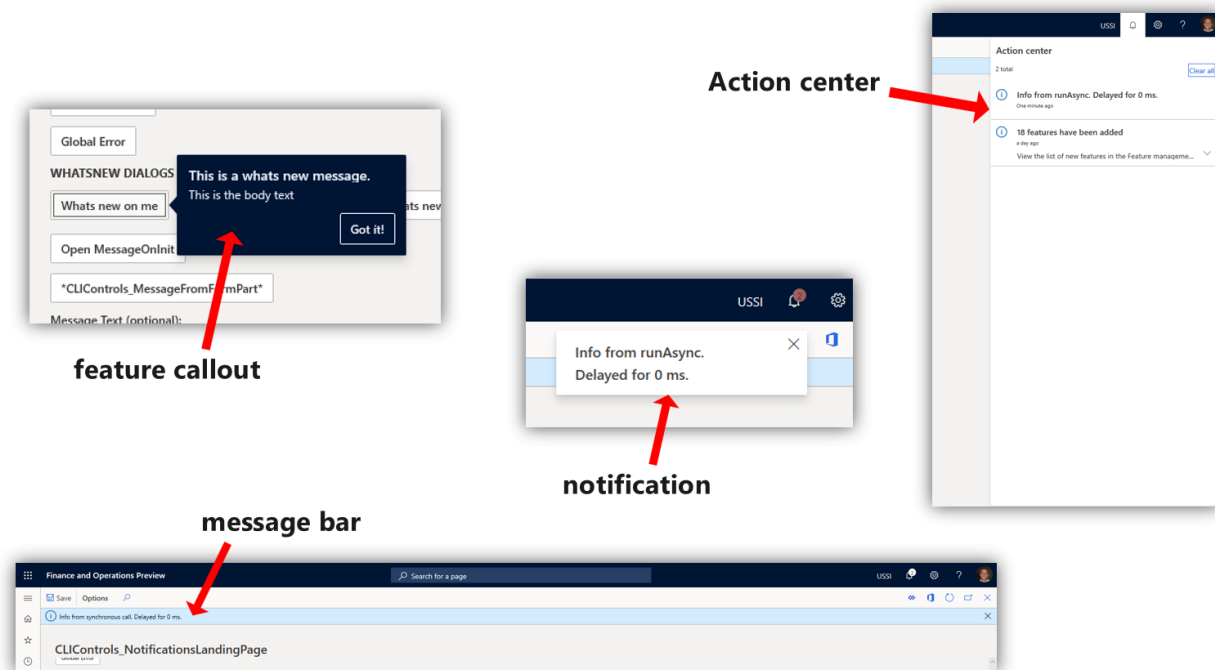 USSI
?
Action center
2 total
Clear all
Info from runAsync. Delayed for 0 ms.
One minute ago
18 features have been added
a day ago
View the list of new features in the Feature manageme...
Action center
Global Error
WHATSNEW DIALOGS
This is a whats new message.
This is the body text
Whats new on me
ats new
Got it!
Open MessageOnInit
*CLIControls_MessageFromF rmPart*
Message Text (optional):
feature callout
USSI
Info from runAsync.
Delayed for 0 ms.
notification
message bar
Finance and Operations Preview
Search for a page
USSI
?
Save Options
Info from synchronous call. Delayed for 0 ms.
CLIControls_NotificationsLandingPage
Global Error